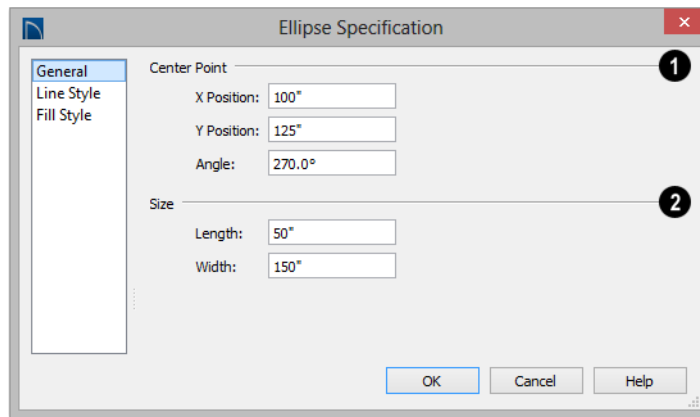 Ellipse Specification
General
Line Style
Fill Style
Center Point
1
X Position: 100"
Y Position: 125"
Angle: 270.0°
Size
2
Length: 50"
Width: 150"
OK Cancel Help